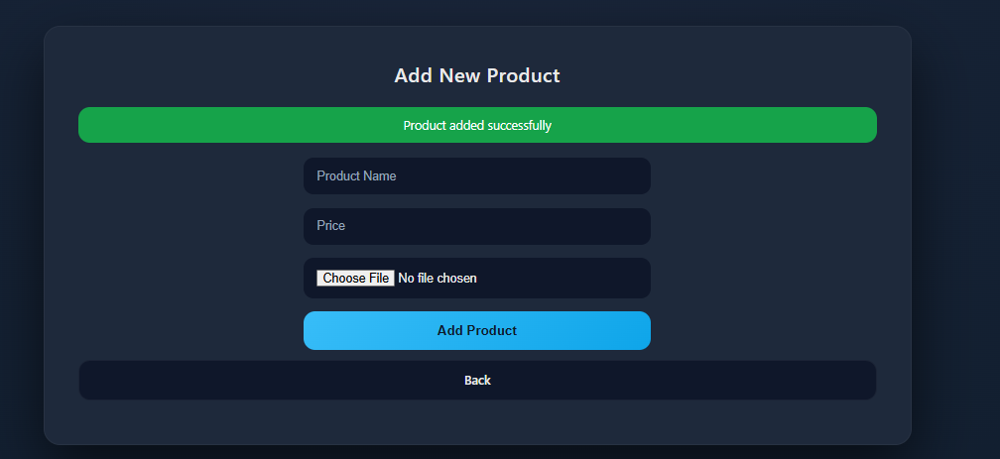 Add New Product
Product added successfully
Product Name
Price
Choose File No file chosen
Add Product
Back